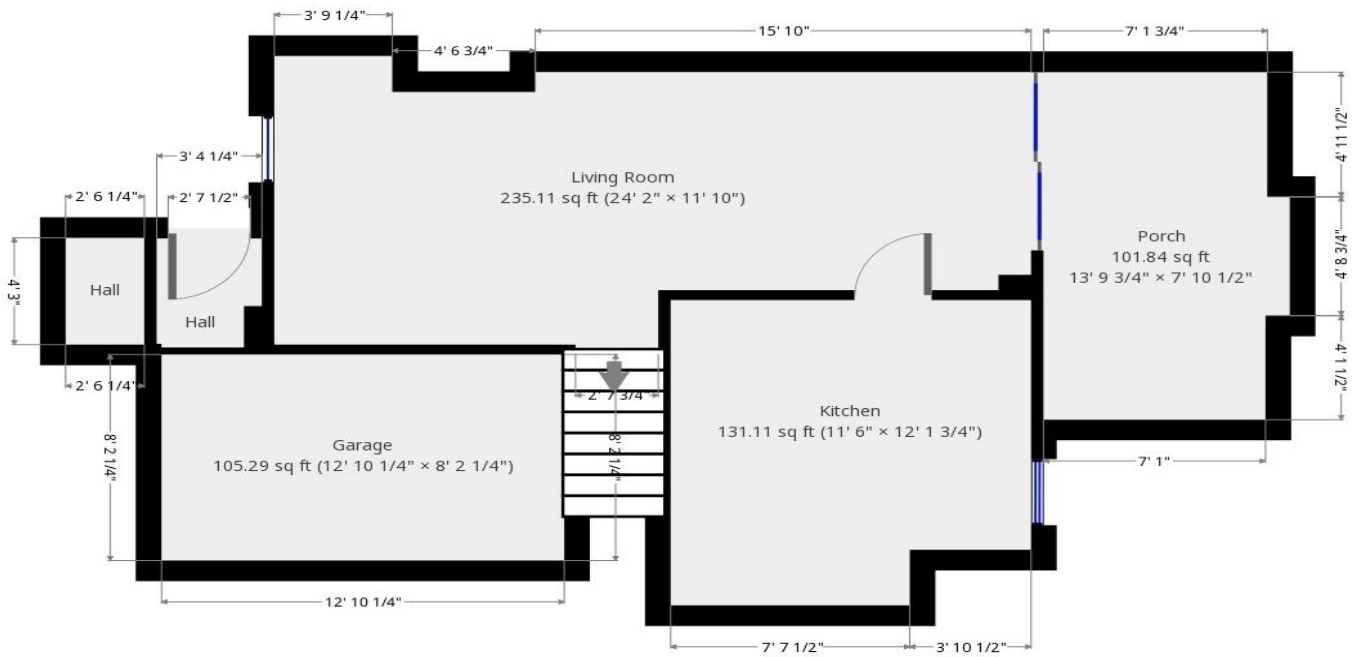 3' 9 1/4"
4' 6 3/4"
15' 10"
7' 1 3/4"
4' 11 1/2"
3' 4 1/4"
2' 6 1/4"
2' 7 1/2"
Living Room
235.11 sq ft (24' 2" × 11' 10")
Porch
101.84 sq ft
13' 9 3/4" × 7' 10 1/2"
4' 8 3/4"
4' 3"
Hall
Hall
4' 1 1/2"
2' 6 1/4"
2' 7 3/4"
Kitchen
131.11 sq ft (11' 6" × 12' 1 3/4")
Garage
105.29 sq ft (12' 10 1/4" × 8' 2 1/4")
8' 2 1/4"
8' 2 1/4"
7' 1"
12' 10 1/4"
7' 7 1/2"
3' 10 1/2"